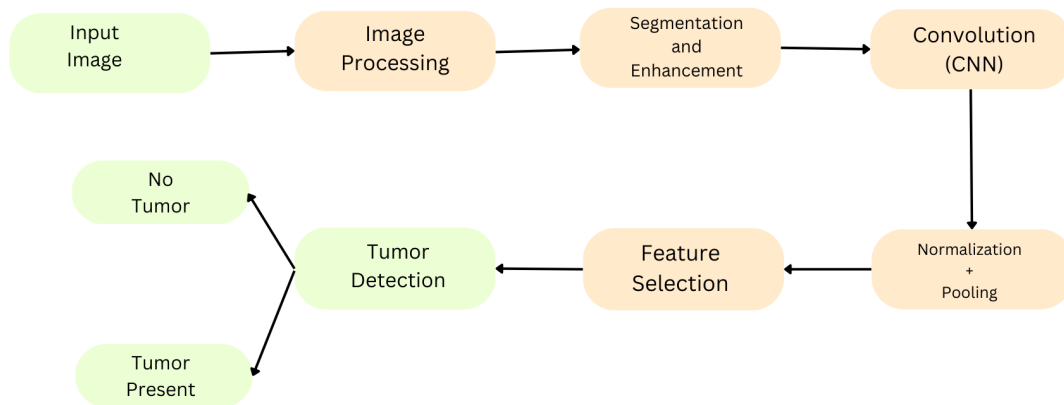 Input
Image
Image
Processing
Segmentation
and
Enhancement
Convolution
(CNN)
No
Tumor
Tumor
Detection
Feature
Selection
Normalization
+
Pooling
Tumor
Present